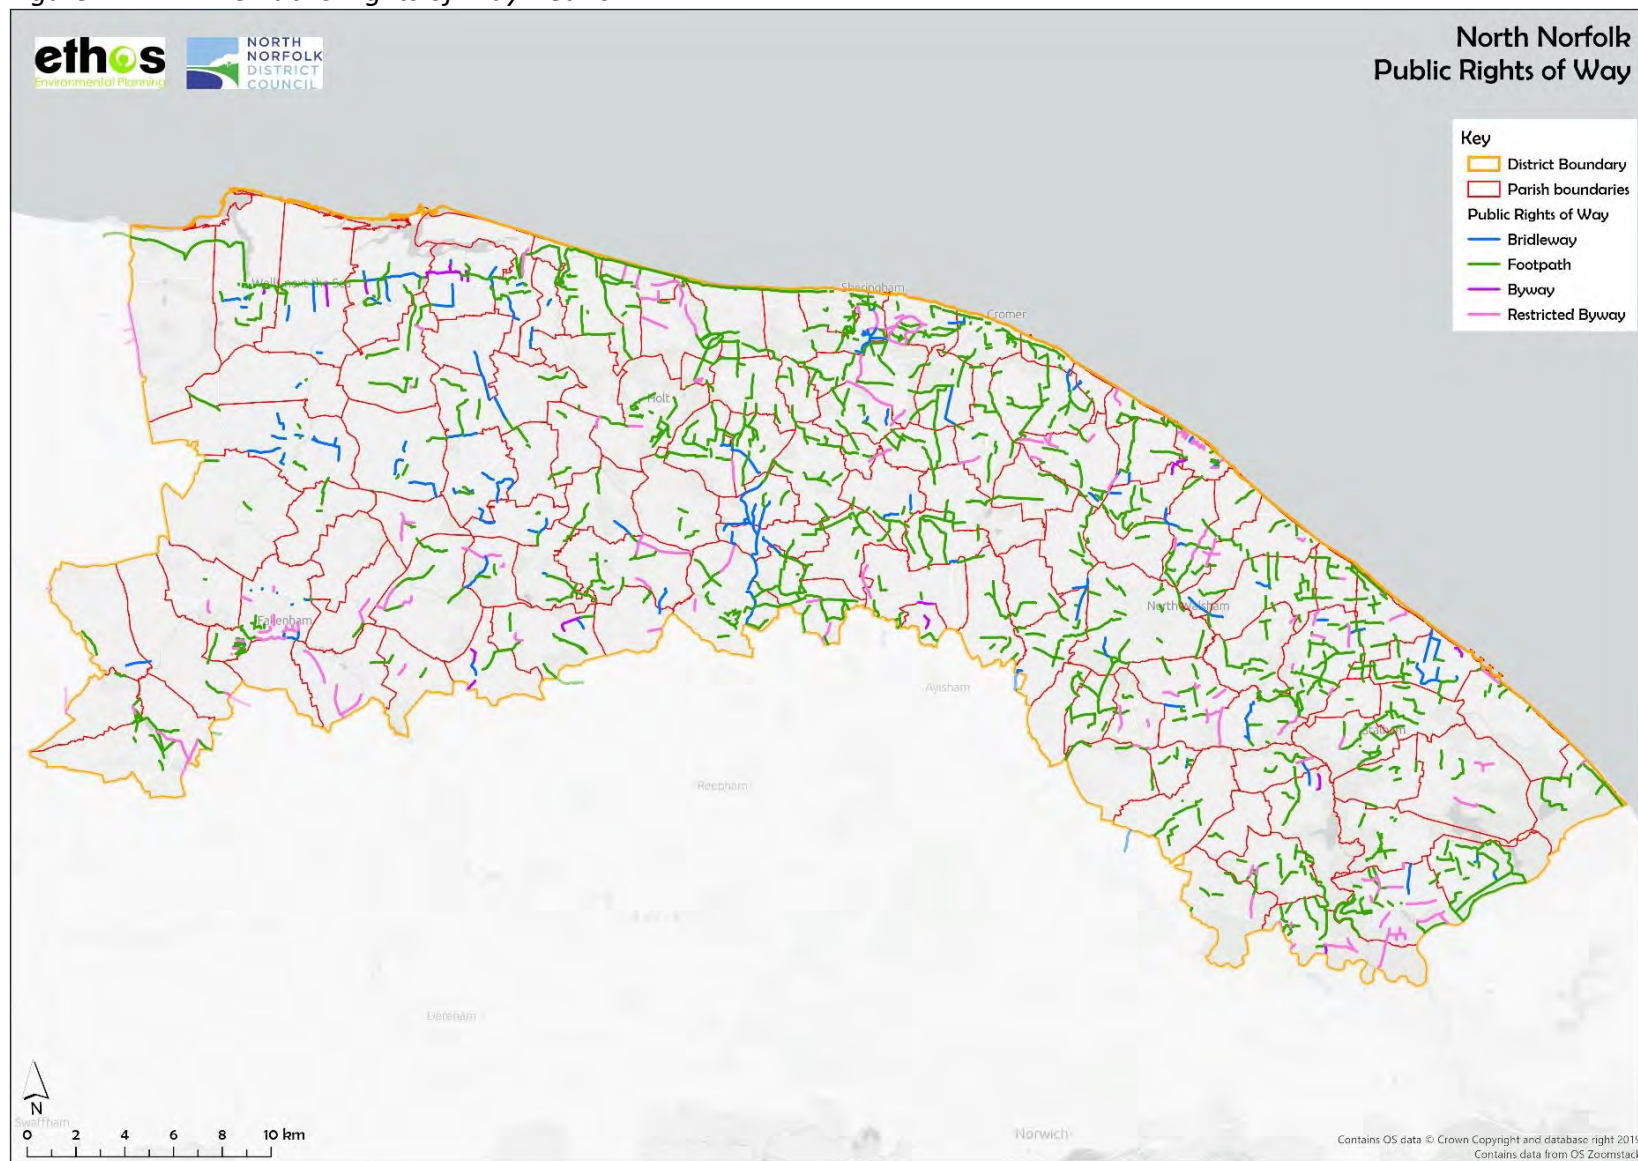 ethos
Environmental Planning
NORTH
NORFOLK
DISTRICT
COUNCIL
North Norfolk
Public Rights of Way
Key
District Boundary
Parish boundaries
Public Rights of Way
Bridleway
Footpath
Byway
Restricted Byway
Sheringham
Cromer
Holt
North Walsham
Fakenham
Aylsham
Stalham
Reepham
Dereham
N
Swaffham
0 2 4 6 8 10 km
Norwich
Contains OS data © Crown Copyright and database right 2019
Contains data from OS Zoomstack